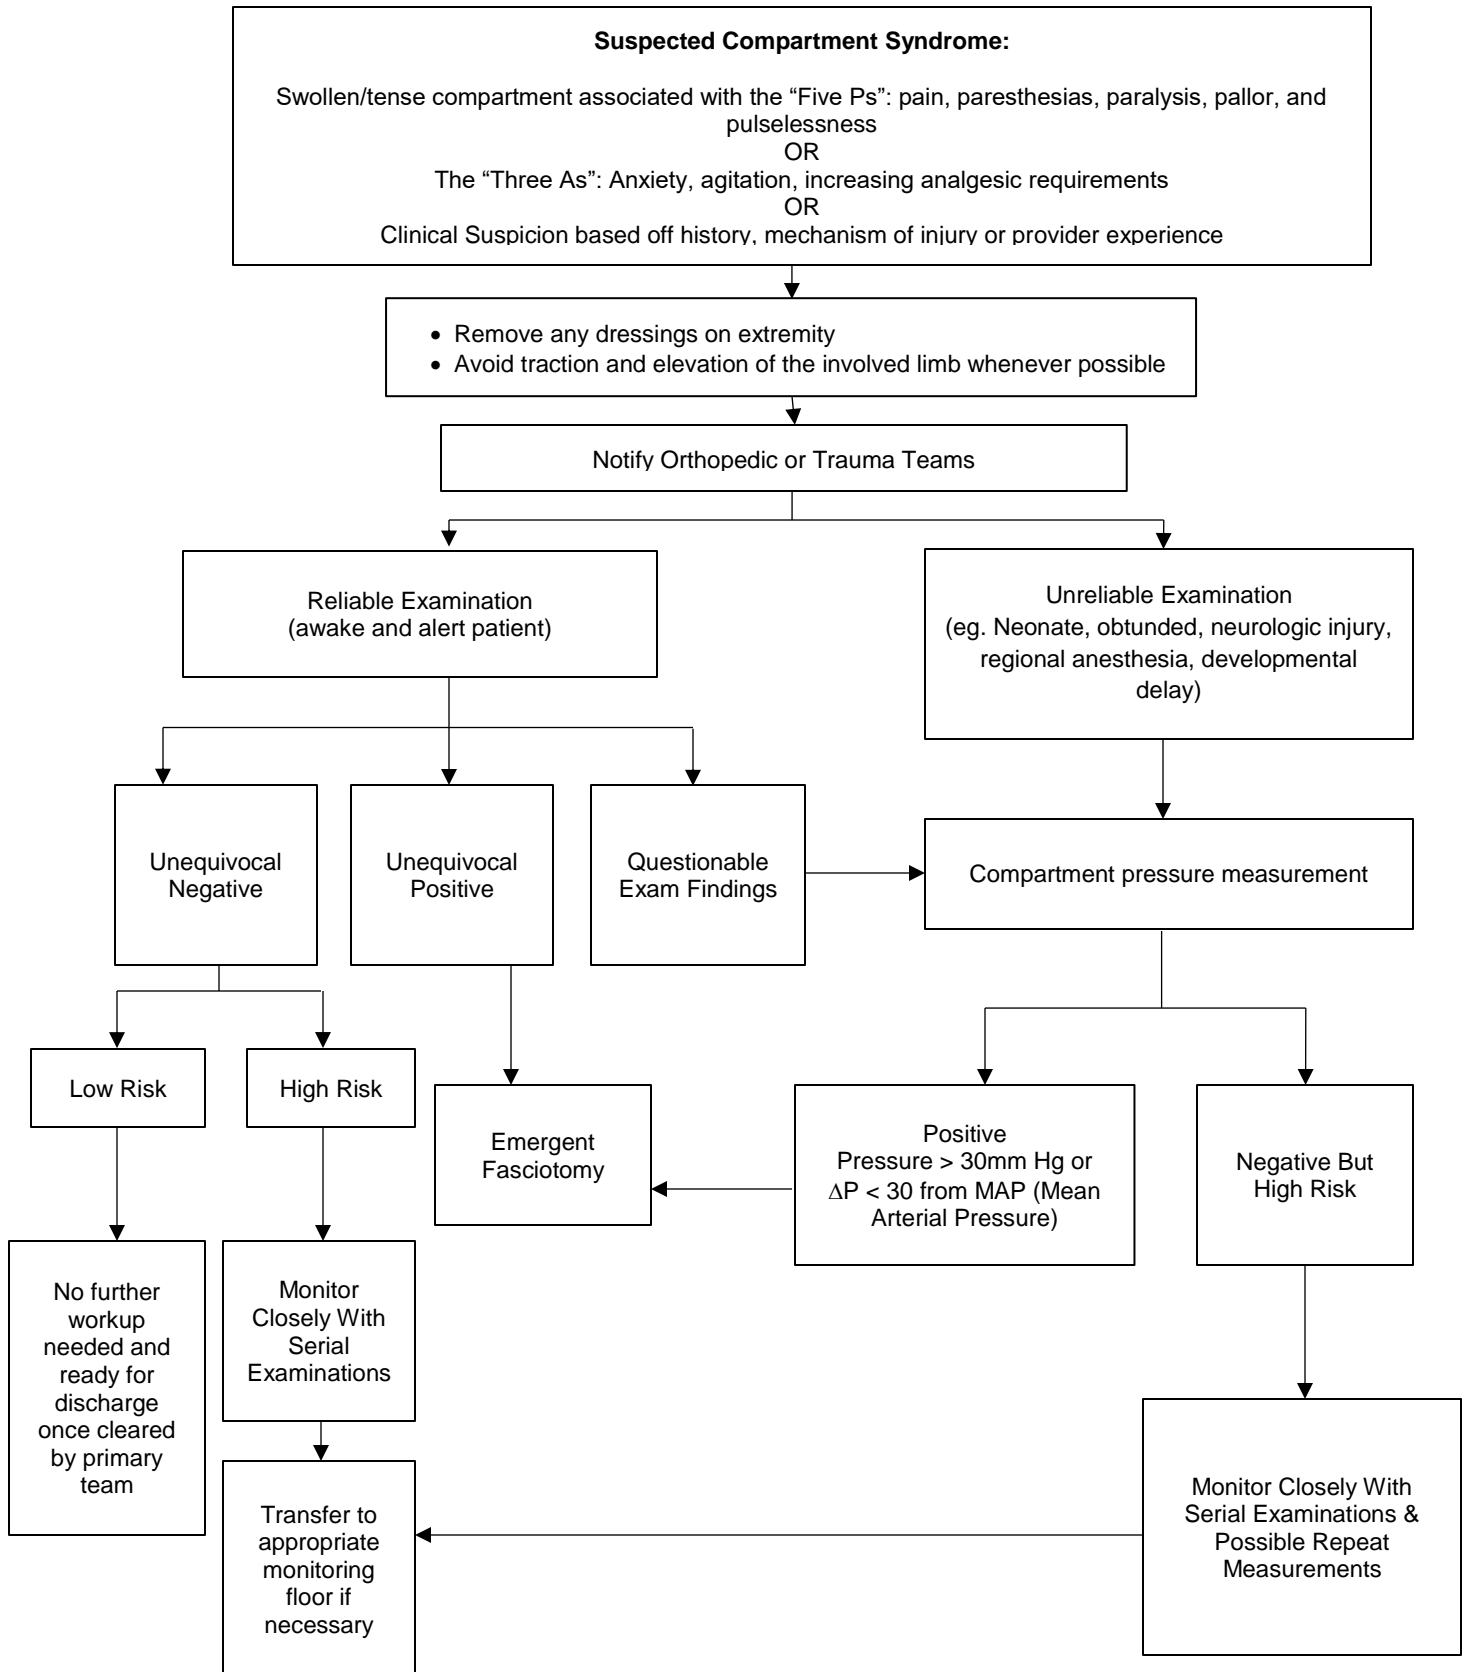 Suspected Compartment Syndrome:
Swollen/tense compartment associated with the “Five Ps”: pain, paresthesias, paralysis, pallor, and
pulselessness
OR
The “Three As”: Anxiety, agitation, increasing analgesic requirements
OR
Clinical Suspicion based off history, mechanism of injury or provider experience
• Remove any dressings on extremity
• Avoid traction and elevation of the involved limb whenever possible
Notify Orthopedic or Trauma Teams
Reliable Examination
(awake and alert patient)
Unreliable Examination
(eg. Neonate, obtunded, neurologic injury,
regional anesthesia, developmental
delay)
Unequivocal
Negative
Unequivocal
Positive
Questionable
Exam Findings
Compartment pressure measurement
Low Risk
High Risk
Emergent
Fasciotomy
Positive
Pressure > 30mm Hg or
∆P < 30 from MAP (Mean
Arterial Pressure)
Negative But
High Risk
No further
workup
needed and
ready for
discharge
once cleared
by primary
team
Monitor
Closely With
Serial
Examinations
Transfer to
appropriate
monitoring
floor if
necessary
Monitor Closely With
Serial Examinations &
Possible Repeat
Measurements